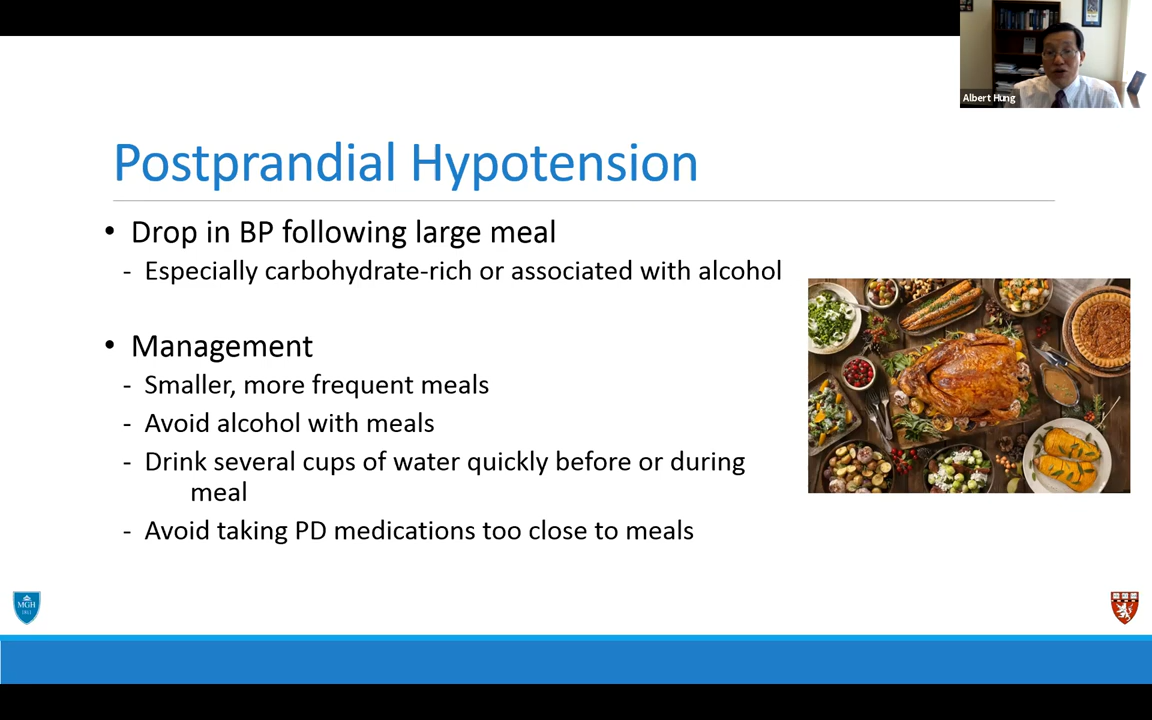 Albert Hung
Postprandial Hypotension
• Drop in BP following large meal
- Especially carbohydrate-rich or associated with alcohol
• Management
- Smaller, more frequent meals
- Avoid alcohol with meals
- Drink several cups of water quickly before or during
meal
- Avoid taking PD medications too close to meals
MGH
1811